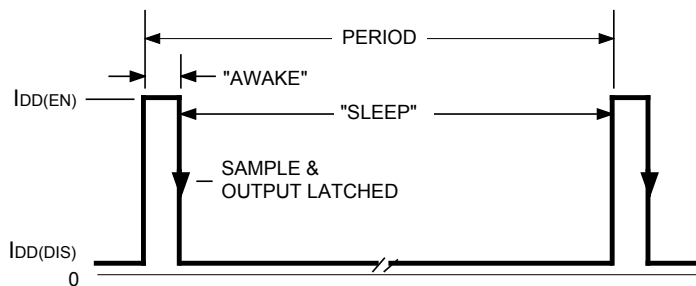 PERIOD
"AWAKE"
IDD(EN)
"SLEEP"
SAMPLE &
OUTPUT LATCHED
IDD(DIS)
0